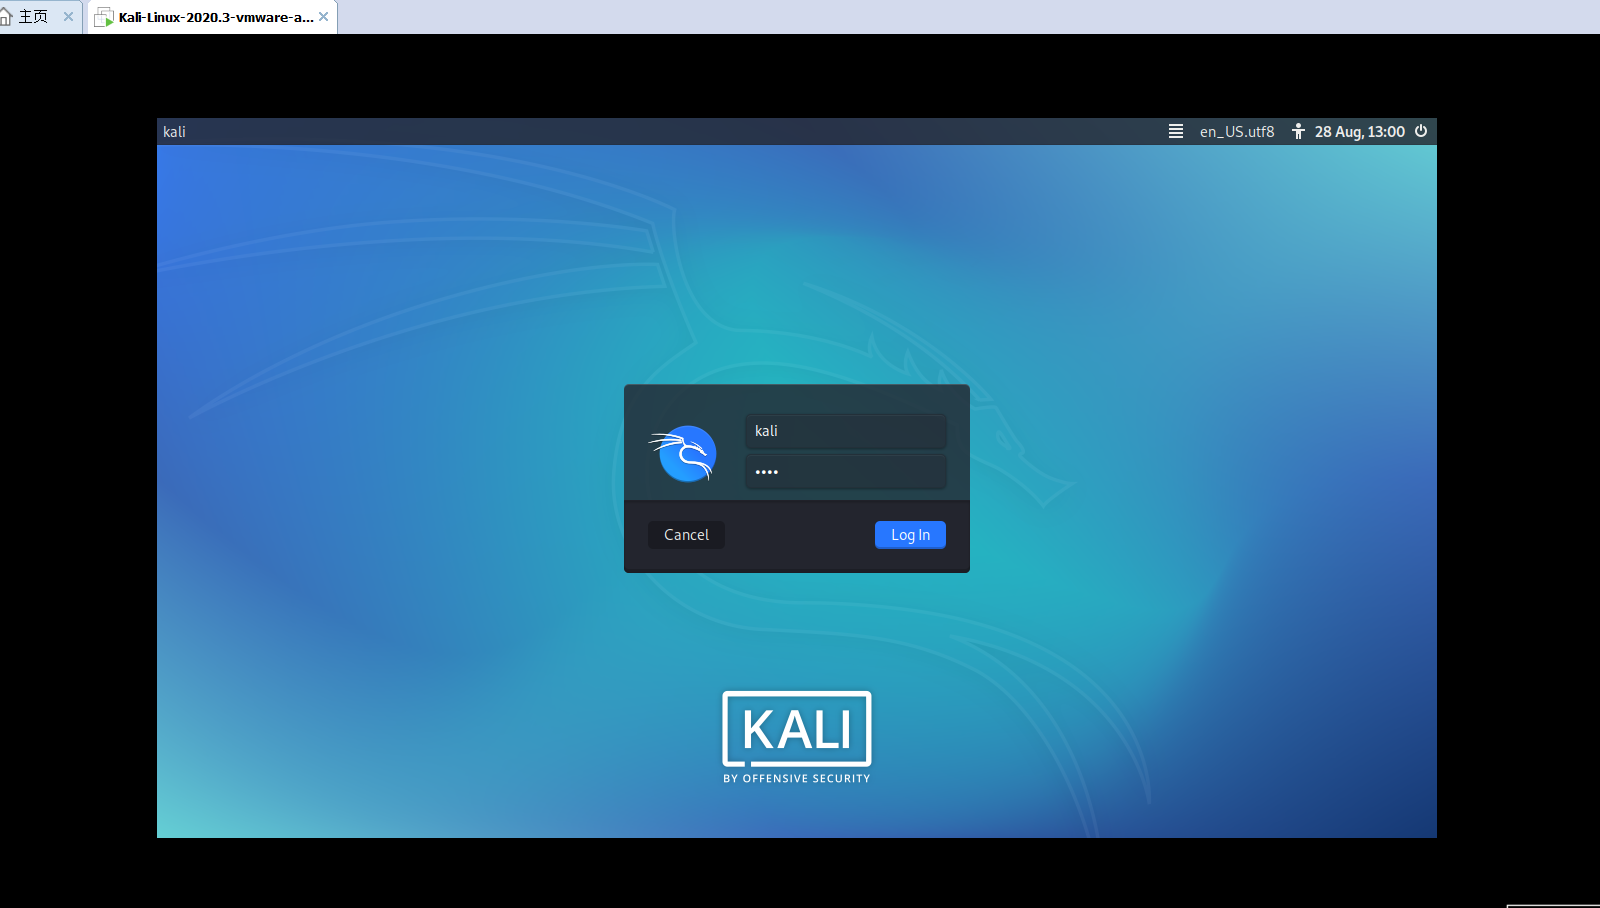 主页
Kali-Linux-2020.3-vmware-a...
kali
en_US.utf8
28 Aug, 13:00
kali
••••
Cancel
Log In
KALI
BY OFFENSIVE SECURITY